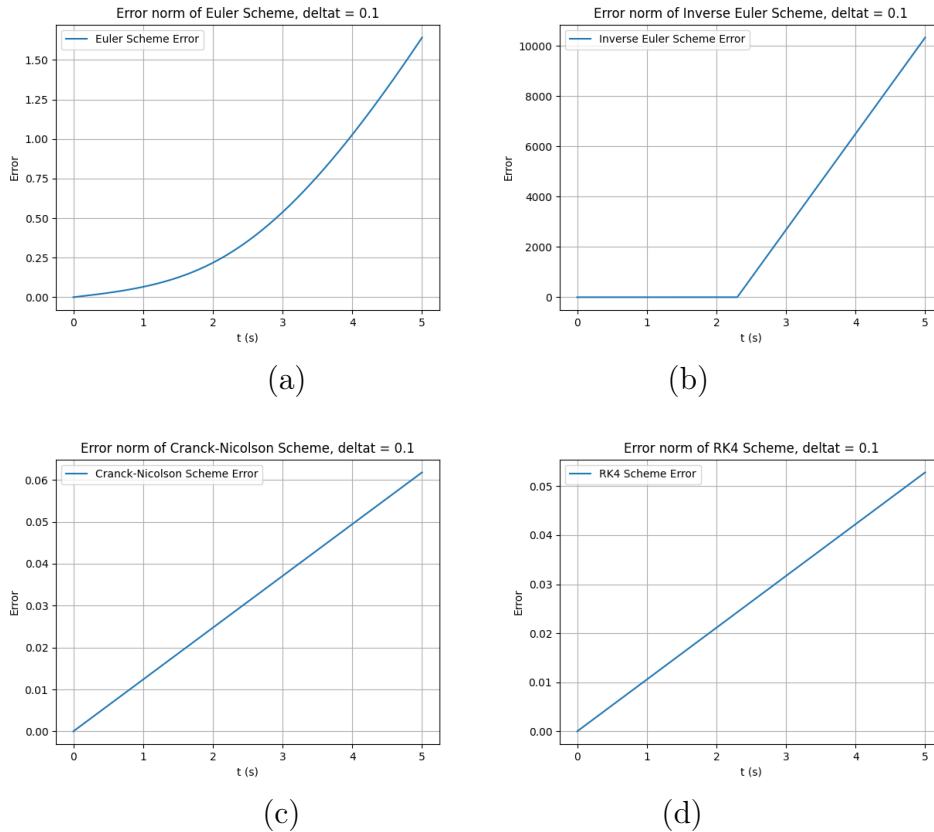 Error norm of Euler Scheme, deltat = 0.1
Euler Scheme Error
1.50
1.25
1.00
0.75
0.50
0.25
0.00
Error
0 1 2 3 4 5
t (s)
(a)
Error norm of Inverse Euler Scheme, deltat = 0.1
Inverse Euler Scheme Error
10000
8000
6000
4000
2000
0
Error
0 1 2 3 4 5
t (s)
(b)
Error norm of Cranck-Nicolson Scheme, deltat = 0.1
Cranck-Nicolson Scheme Error
0.06
0.05
0.04
0.03
0.02
0.01
0.00
Error
0 1 2 3 4 5
t (s)
(c)
Error norm of RK4 Scheme, deltat = 0.1
RK4 Scheme Error
0.05
0.04
0.03
0.02
0.01
0.00
Error
0 1 2 3 4 5
t (s)
(d)